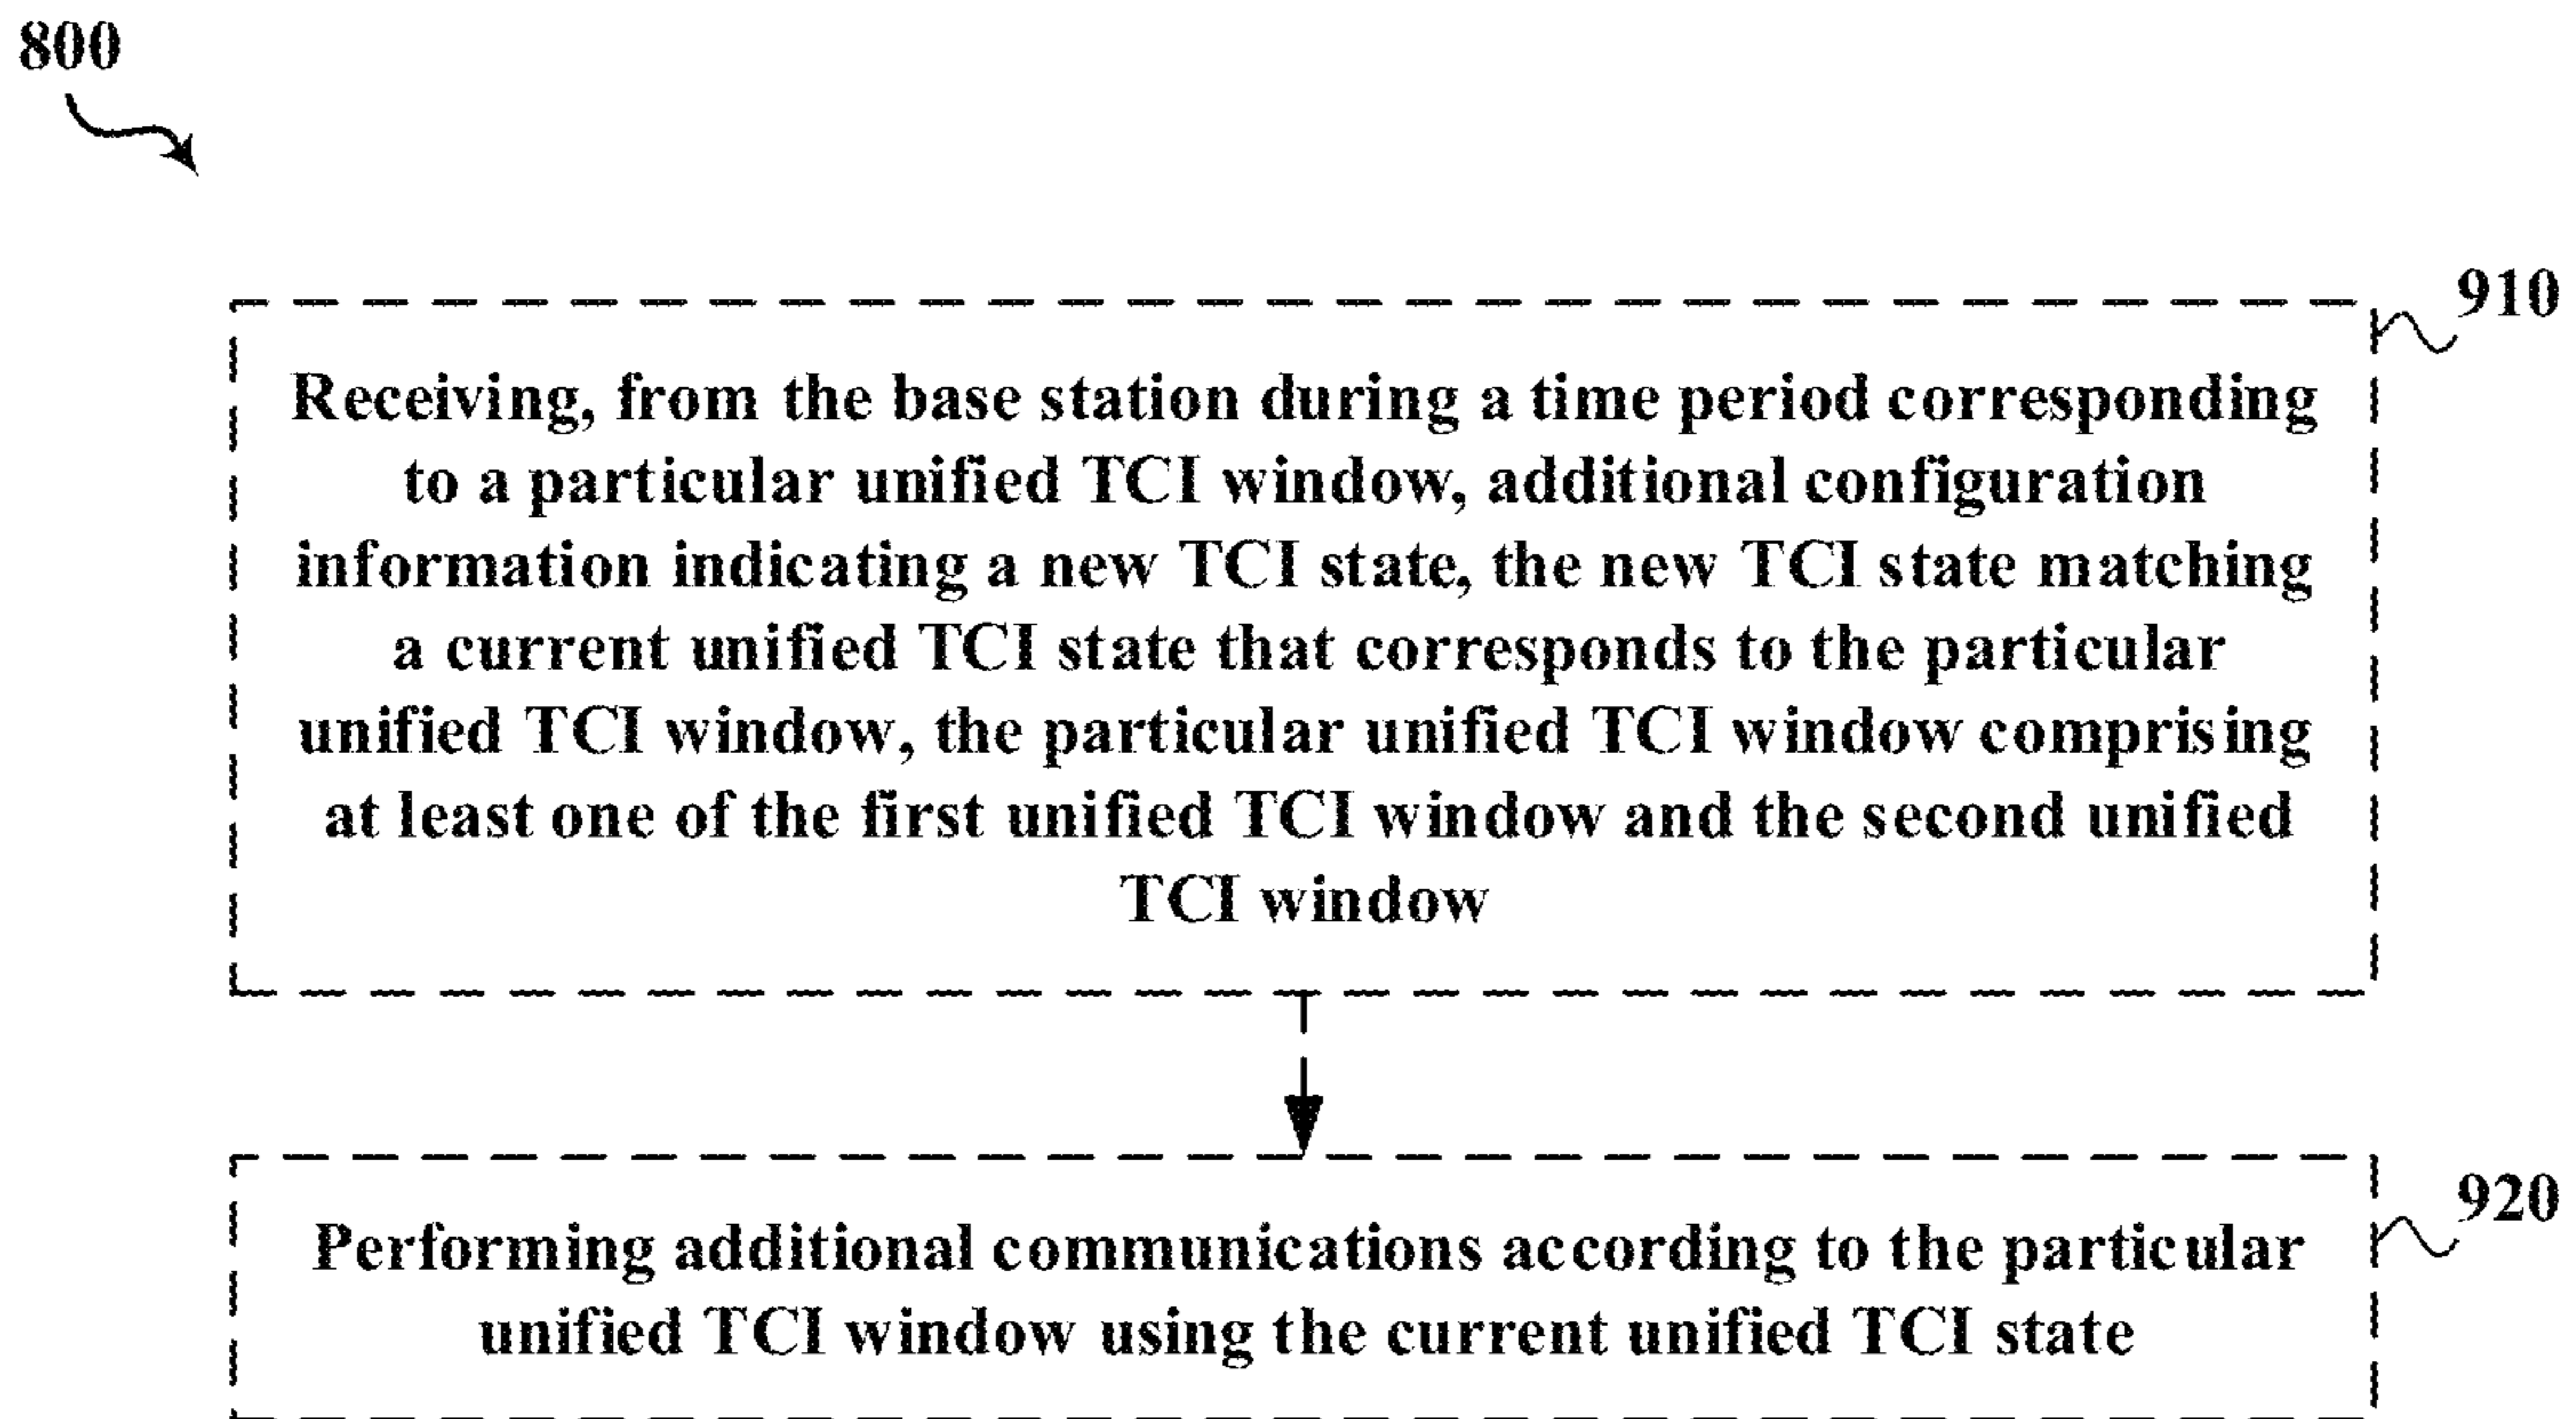 800
910
Receiving, from the base station during a time period corresponding
to a particular unified TCI window, additional configuration
information indicating a new TCI state, the new TCI state matching
a current unified TCI state that corresponds to the particular
unified TCI window, the particular unified TCI window comprising
at least one of the first unified TCI window and the second unified
TCI window
920
Performing additional communications according to the particular
unified TCI window using the current unified TCI state